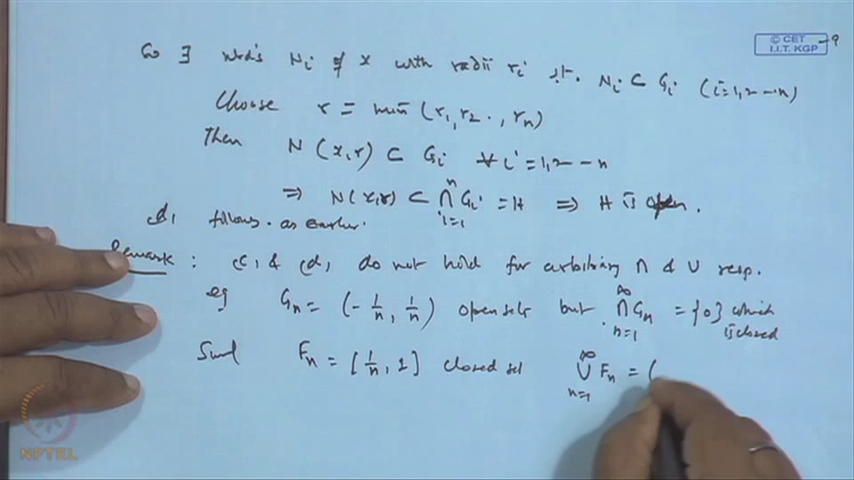 © CET
I.I.T. KGP
-9
So ∃ nbd's Nᵢ of x with radii rᵢ s.t. Nᵢ ⊂ Gᵢ (i=1,2---n)
Choose r = min (r₁, r₂ .., rₙ)
Then N (x,r) ⊂ Gᵢ ∀ i=1,2--n
⇒ N(x,r) ⊂ ⋂ᵢ₌₁ⁿ Gᵢ = H ⇒ H is open.
d, follows. as earlier.
Remark : (c, & (d, do not hold for arbitrary ∩ & ∪ resp.
eg Gₙ = (-1/n, 1/n) open sets but ⋂ₙ₌₁^∞ Gₙ = {0} which
is closed
Siml Fₙ = [1/n, 1] closed set ⋃ₙ₌₁^∞ Fₙ = (
NPTEL